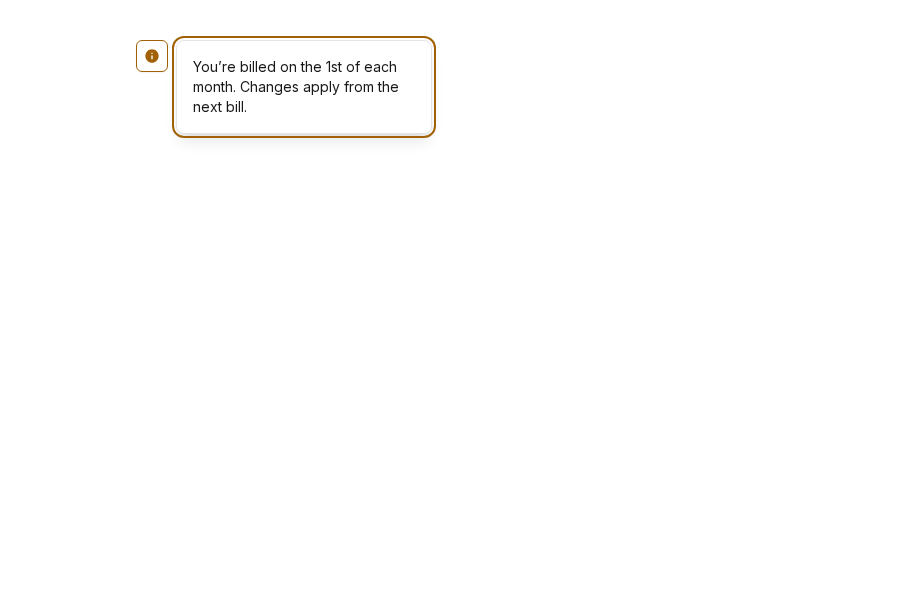 You’re billed on the 1st of each
month. Changes apply from the
next bill.